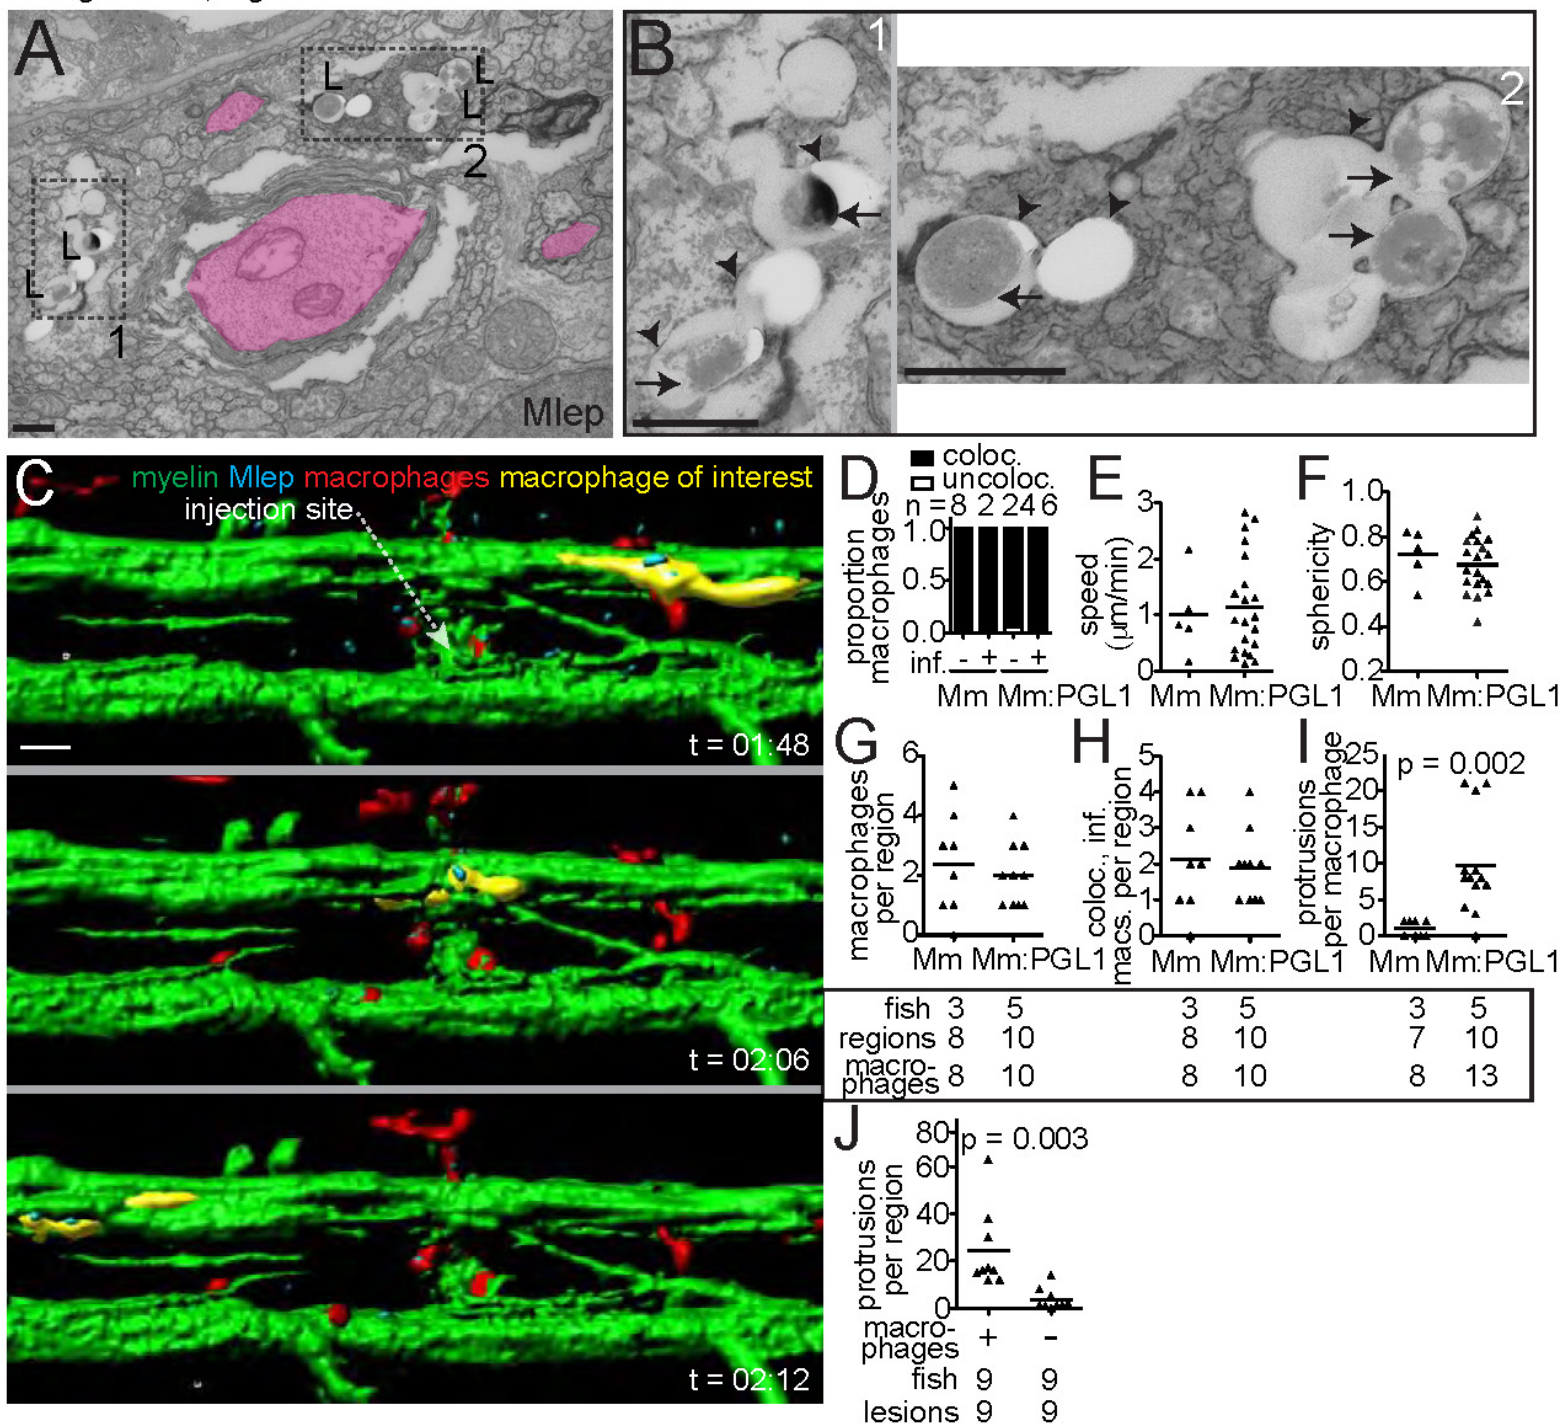 A
L
L
L
2
L
L
1
Mlep
B
1
2
C
myelin Mlep macrophages macrophage of interest
injection site
t = 01:48
t = 02:06
t = 02:12
D
coloc.
uncoloc.
n = 8 2 24 6
proportion
macrophages
1.0
0.5
0.0
inf. - + - +
Mm Mm:PGL1
E
speed
(µm/min)
3
2
1
0
Mm Mm:PGL1
F
sphericity
1.0
0.8
0.6
0.4
0.2
Mm Mm:PGL1
G
macrophages
per region
6
4
2
0
Mm Mm:PGL1
H
coloc., inf.
macs. per region
5
4
3
2
1
0
Mm Mm:PGL1
I
protrusions
per macrophage
25
20
15
10
5
0
p = 0.002
Mm Mm:PGL1
fish 3 5 3 5 3 5
regions 8 10 8 10 7 10
macro-
phages 8 10 8 10 8 13
J
protrusions
per region
80
60
40
20
0
p = 0.003
macro-
phages + -
fish 9 9
lesions 9 9